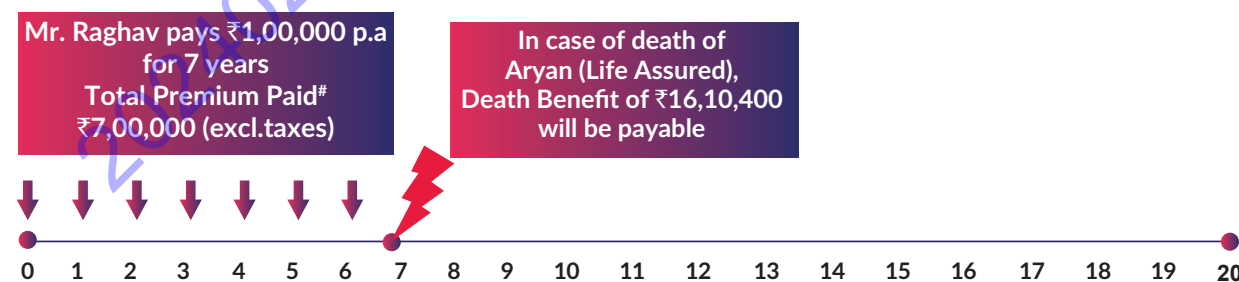 Mr. Raghav pays ₹1,00,000 p.a
for 7 years
Total Premium Paid#
₹7,00,000 (excl.taxes)
In case of death of
Aryan (Life Assured),
Death Benefit of ₹16,10,400
will be payable
0 1 2 3 4 5 6 7 8 9 10 11 12 13 14 15 16 17 18 19 20